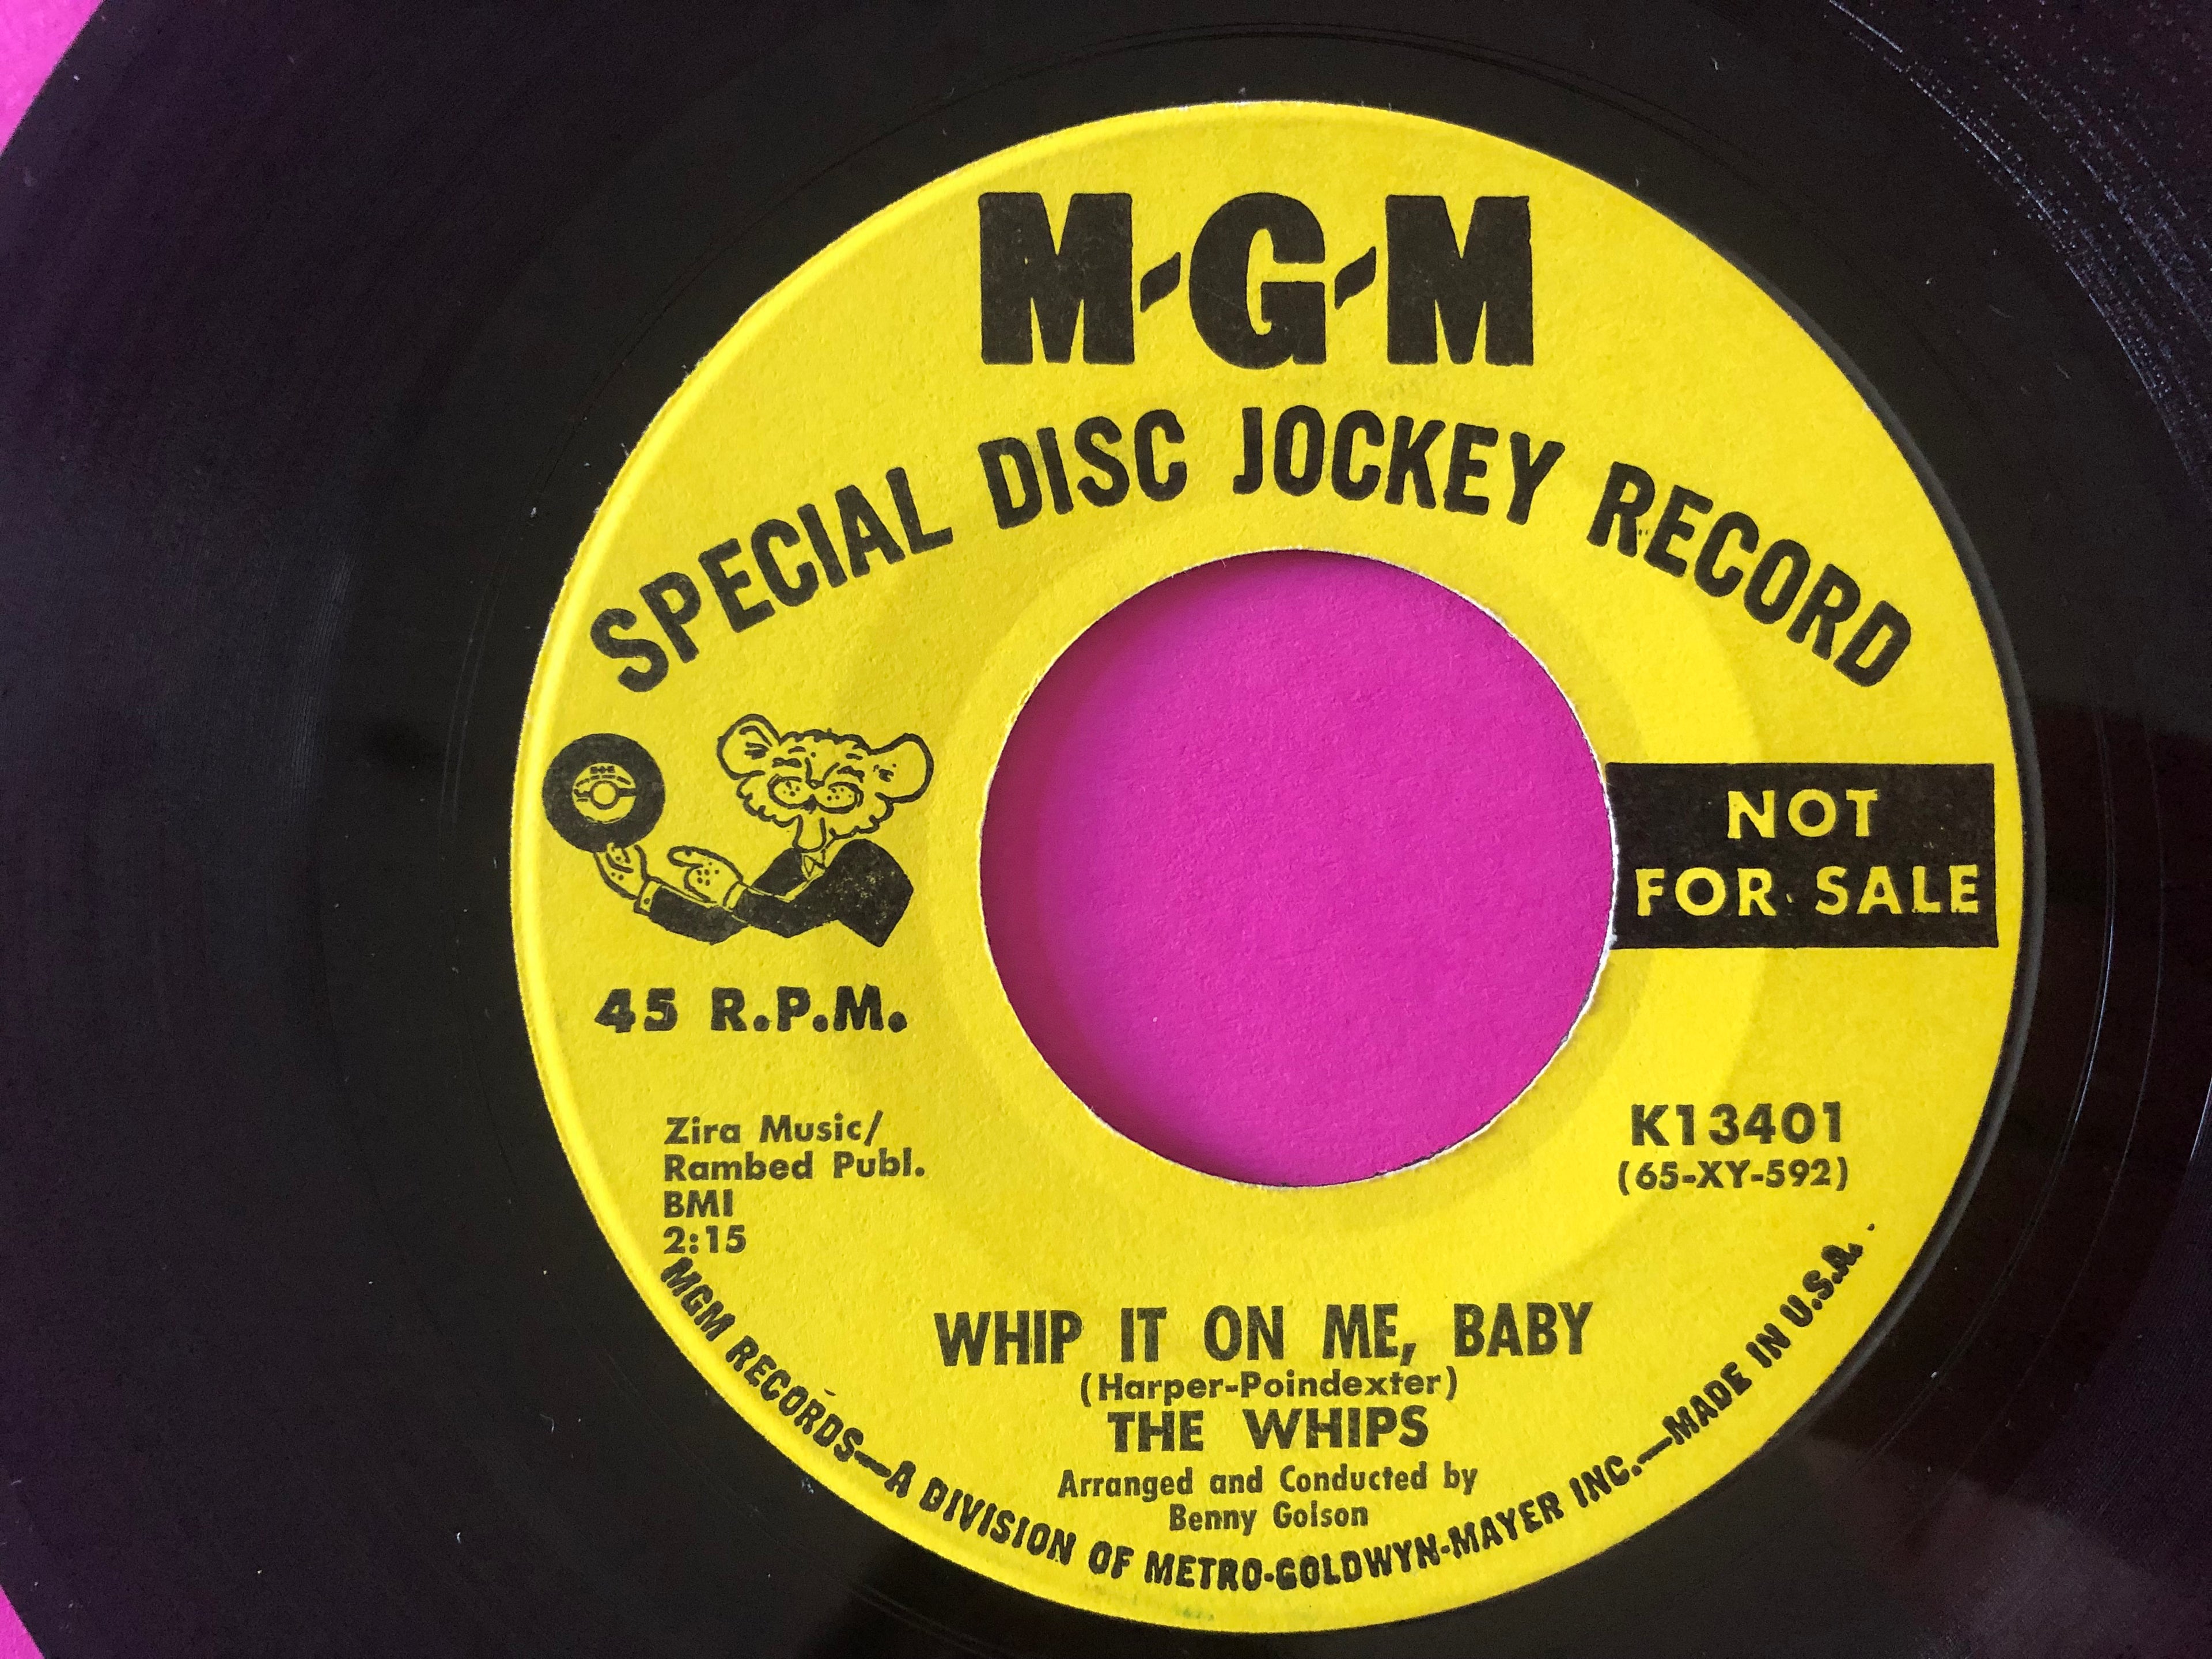 M-G-M
SPECIAL DISC JOCKEY RECORD
NOT
FOR SALE
45 R.P.M.
Zira Music/
Rambed Publ.
BMI
2:15
K13401
(65-XY-592)
WHIP IT ON ME, BABY
(Harper-Poindexter)
THE WHIPS
Arranged and Conducted by
Benny Golson
MGM RECORDS—A DIVISION OF METRO-GOLDWYN-MAYER INC.—MADE IN U.S.A.